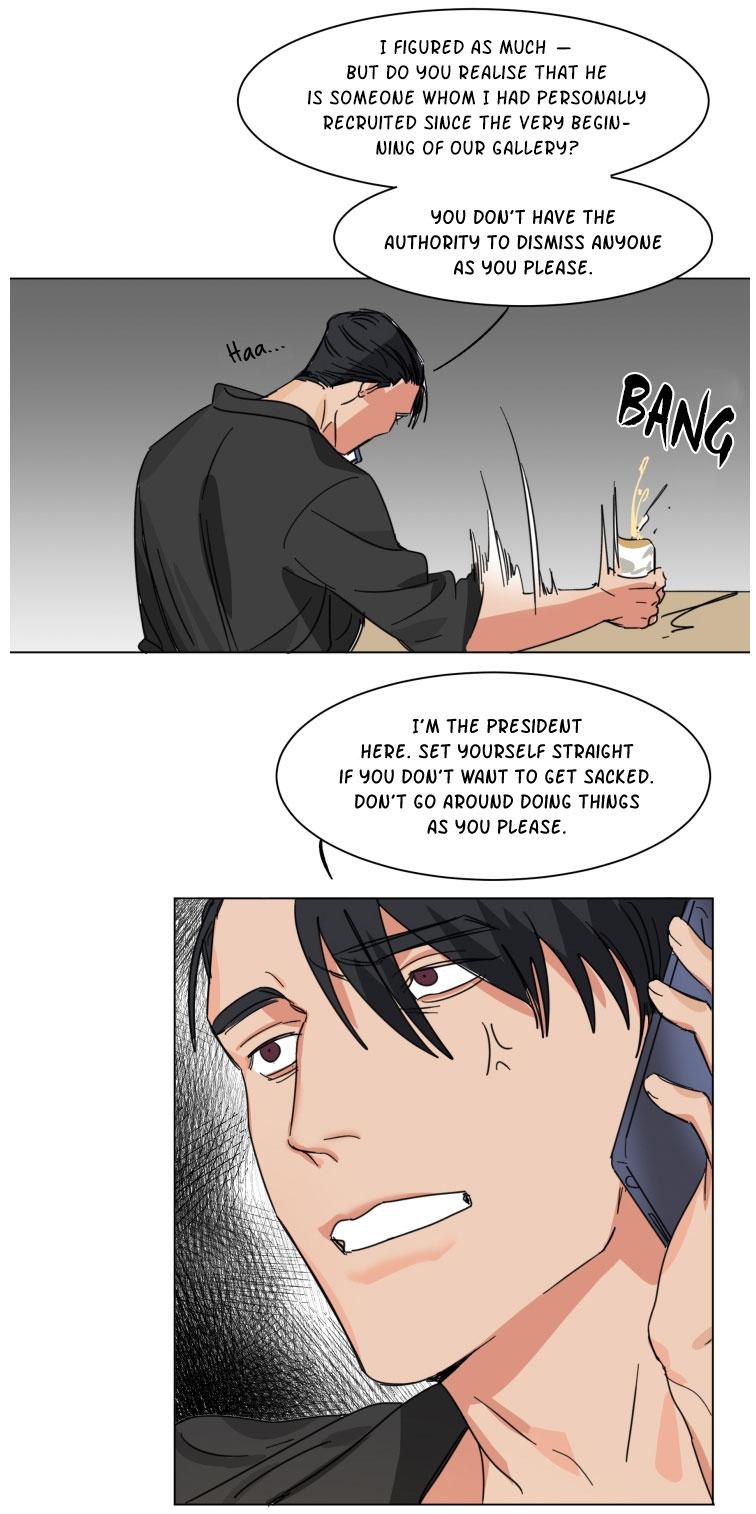 I FIGURED AS MUCH –
BUT DO YOU REALISE THAT HE
IS SOMEONE WHOM I HAD PERSONALLY
RECRUITED SINCE THE VERY BEGIN-
NING OF OUR GALLERY?
YOU DON'T HAVE THE
AUTHORITY TO DISMISS ANYONE
AS YOU PLEASE.
Haa...
BANG
I'M THE PRESIDENT
HERE. SET YOURSELF STRAIGHT
IF YOU DON'T WANT TO GET SACKED.
DON'T GO AROUND DOING THINGS
AS YOU PLEASE.